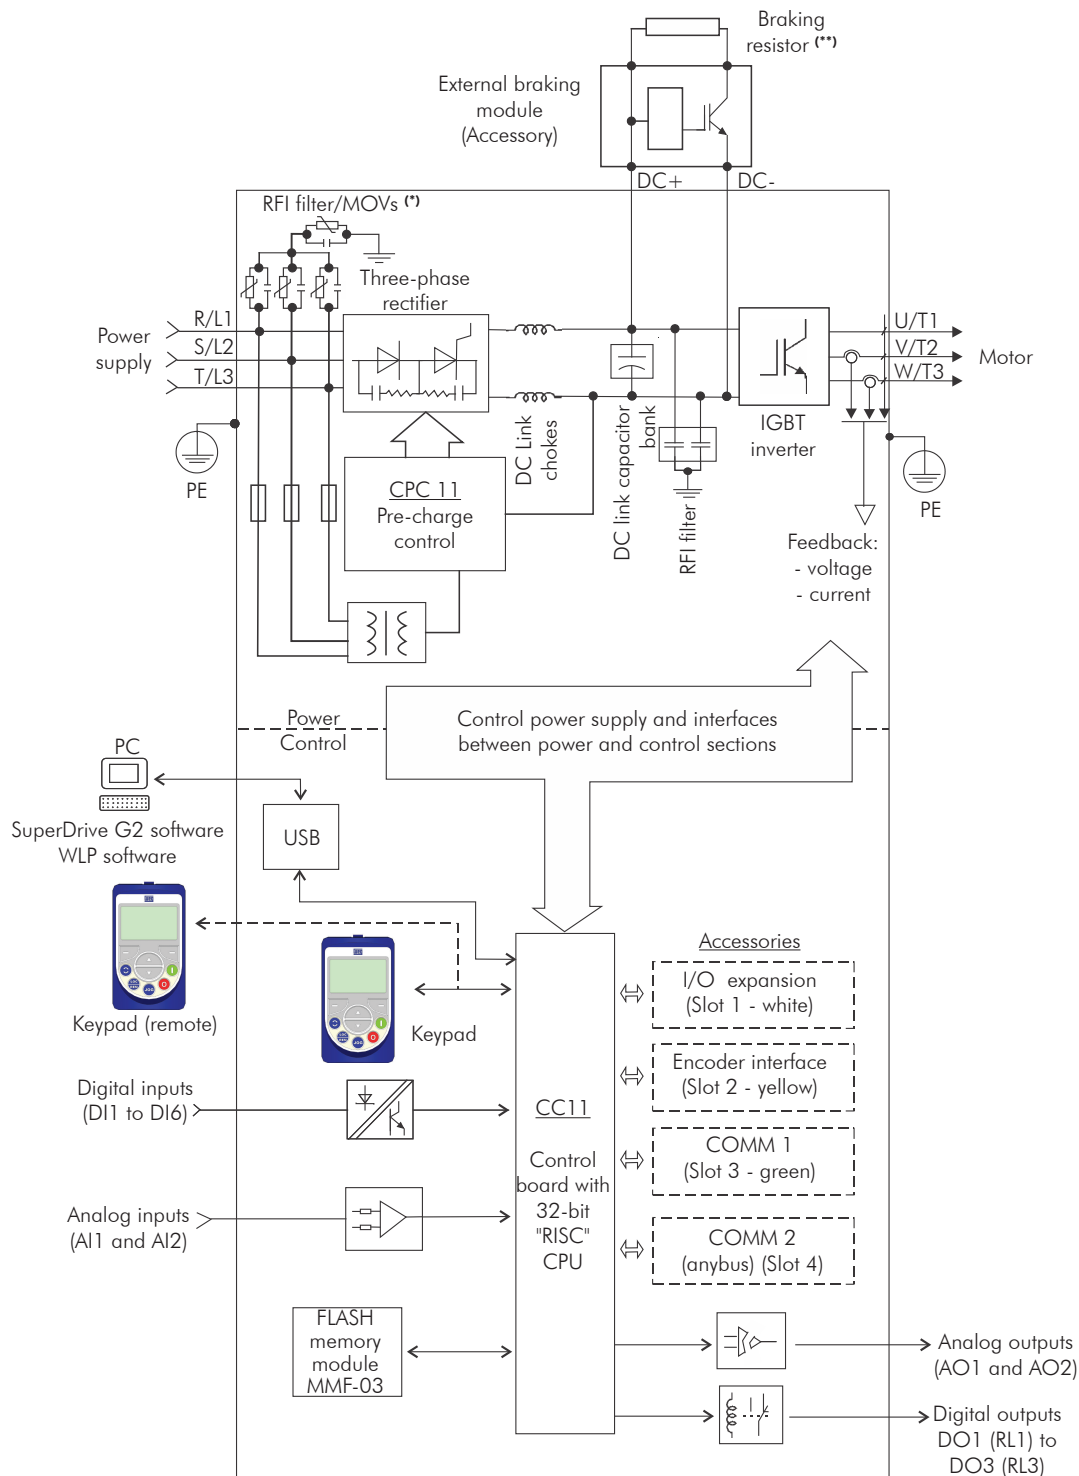 Braking
resistor (**)
External braking
module
(Accessory)
DC+
DC-
RFI filter/MOVs (*)
Three-phase
rectifier
Power
supply
R/L1
S/L2
T/L3
U/T1
V/T2
W/T3
Motor
PE
DC Link
chokes
DC link capacitor
bank
RFI filter
IGBT
inverter
PE
CPC 11
Pre-charge
control
Feedback:
- voltage
- current
Power
Control
Control power supply and interfaces
between power and control sections
PC
SuperDrive G2 software
WLP software
USB
Keypad (remote)
Keypad
Accessories
I/O expansion
(Slot 1 - white)
Encoder interface
(Slot 2 - yellow)
COMM 1
(Slot 3 - green)
COMM 2
(anybus) (Slot 4)
Digital inputs
(DI1 to DI6)
CC11
Control
board with
32-bit
"RISC"
CPU
Analog inputs
(AI1 and AI2)
FLASH
memory
module
MMF-03
Analog outputs
(AO1 and AO2)
Digital outputs
DO1 (RL1) to
DO3 (RL3)